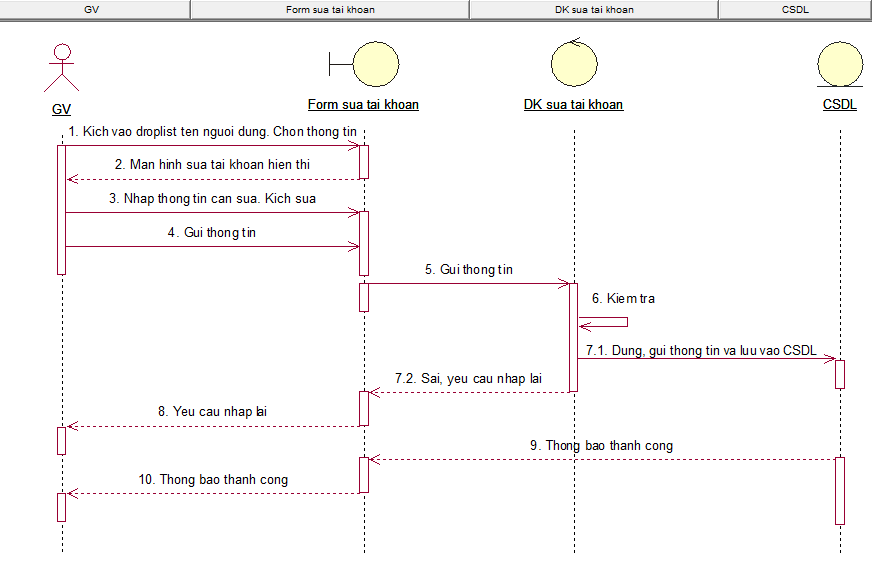 GV Form sua tai khoan DK sua tai khoan CSDL
GV Form sua tai khoan DK sua tai khoan CSDL
1. Kich vao droplist ten nguoi dung. Chon thong tin
2. Man hinh sua tai khoan hien thi
3. Nhap thong tin can sua. Kich sua
4. Gui thong tin
5. Gui thong tin
6. Kiem tra
7.1. Dung, gui thong tin va luu vao CSDL
7.2. Sai, yeu cau nhap lai
8. Yeu cau nhap lai
9. Thong bao thanh cong
10. Thong bao thanh cong